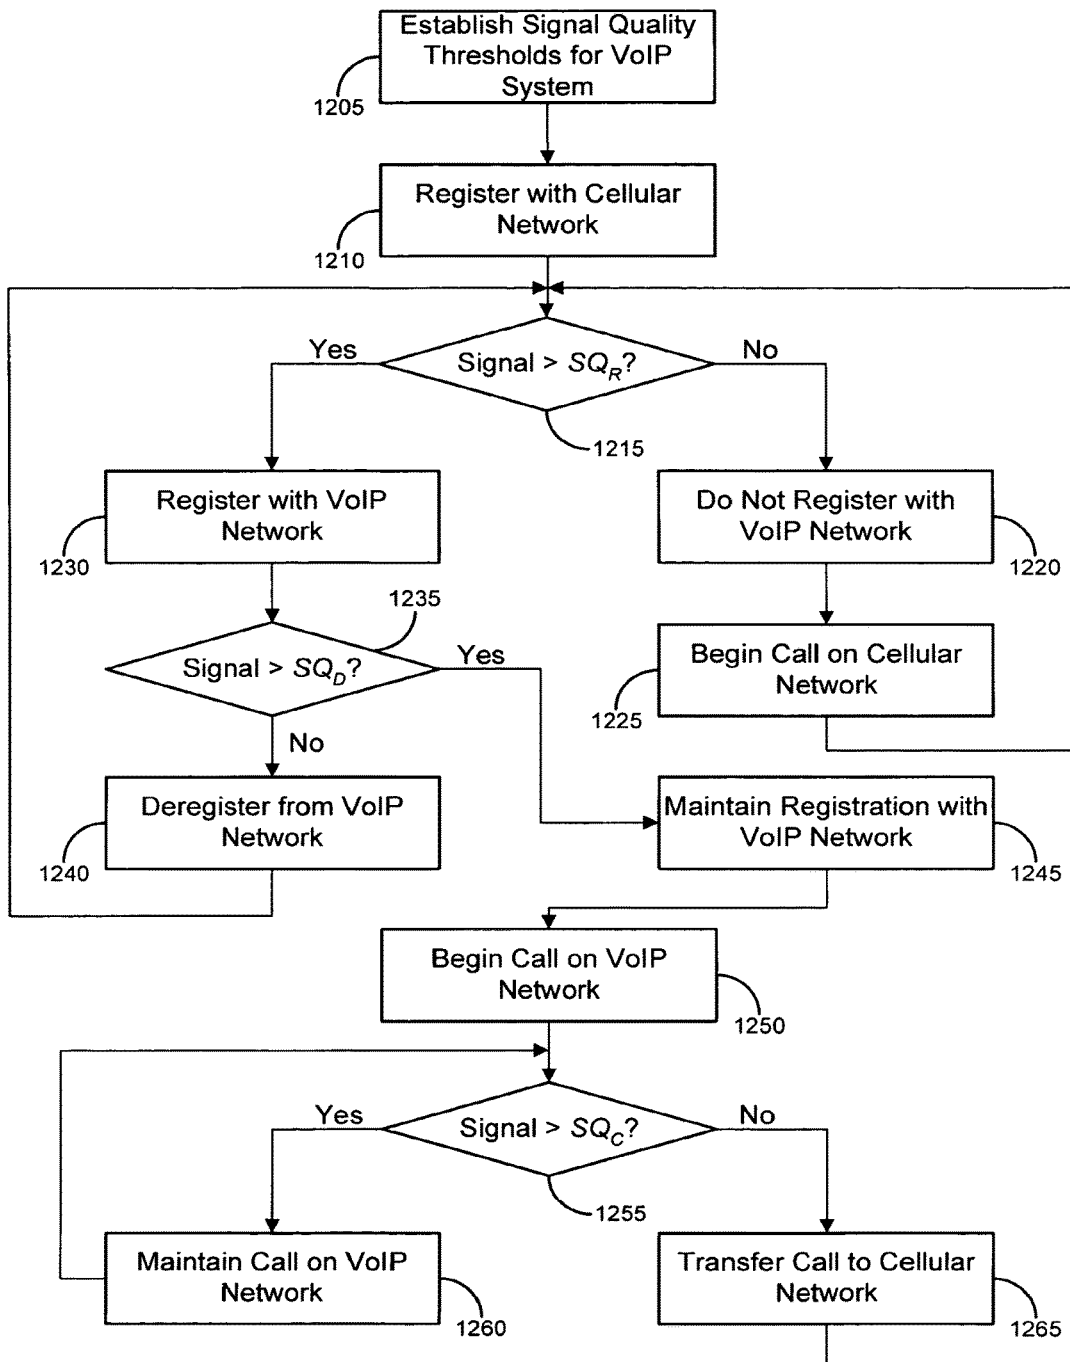 Establish Signal Quality
Thresholds for VoIP
System
1205
Register with Cellular
Network
1210
Yes
Signal > SQ_R?
No
1215
Register with VoIP
Network
1230
Do Not Register with
VoIP Network
1220
1235
Signal > SQ_D?
Yes
No
Begin Call on Cellular
Network
1225
Deregister from VoIP
Network
1240
Maintain Registration with
VoIP Network
1245
Begin Call on VoIP
Network
1250
Yes
Signal > SQ_C?
No
1255
Maintain Call on VoIP
Network
1260
Transfer Call to Cellular
Network
1265